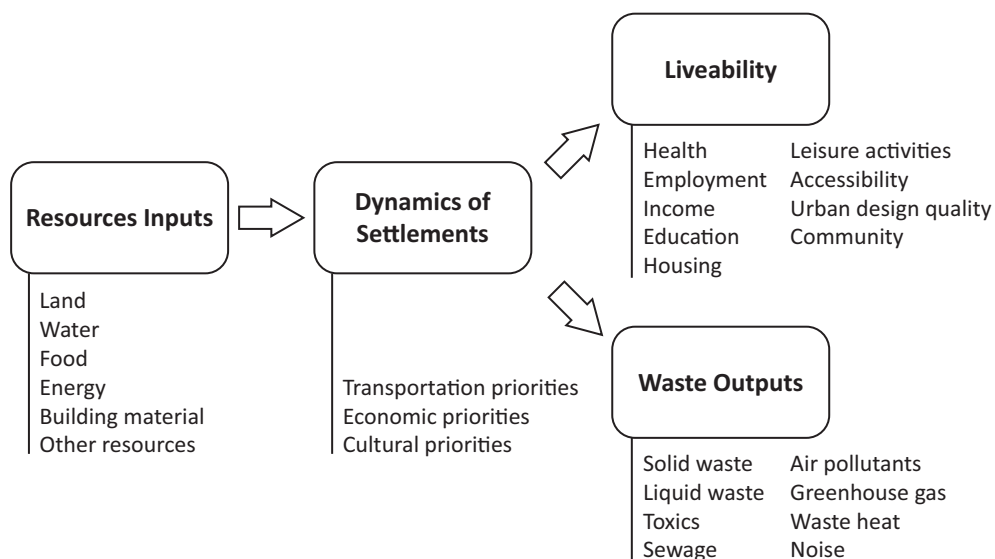 Resources Inputs
Land
Water
Food
Energy
Building material
Other resources
Dynamics of
Settlements
Transportation priorities
Economic priorities
Cultural priorities
Liveability
Health
Employment
Income
Education
Housing
Leisure activities
Accessibility
Urban design quality
Community
Waste Outputs
Solid waste
Liquid waste
Toxics
Sewage
Air pollutants
Greenhouse gas
Waste heat
Noise